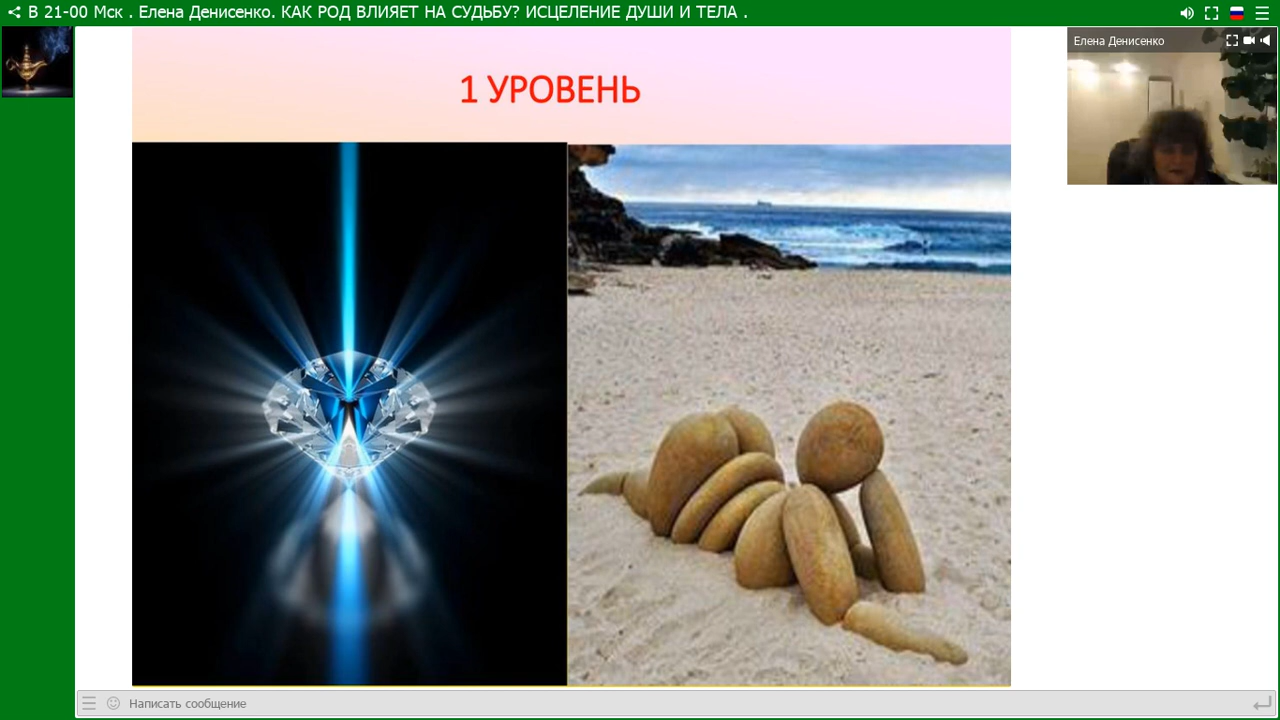 В 21-00 Мск . Елена Денисенко. КАК РОД ВЛИЯЕТ НА СУДЬБУ? ИСЦЕЛЕНИЕ ДУШИ И ТЕЛА .
Елена Денисенко
1 УРОВЕНЬ
Написать сообщение